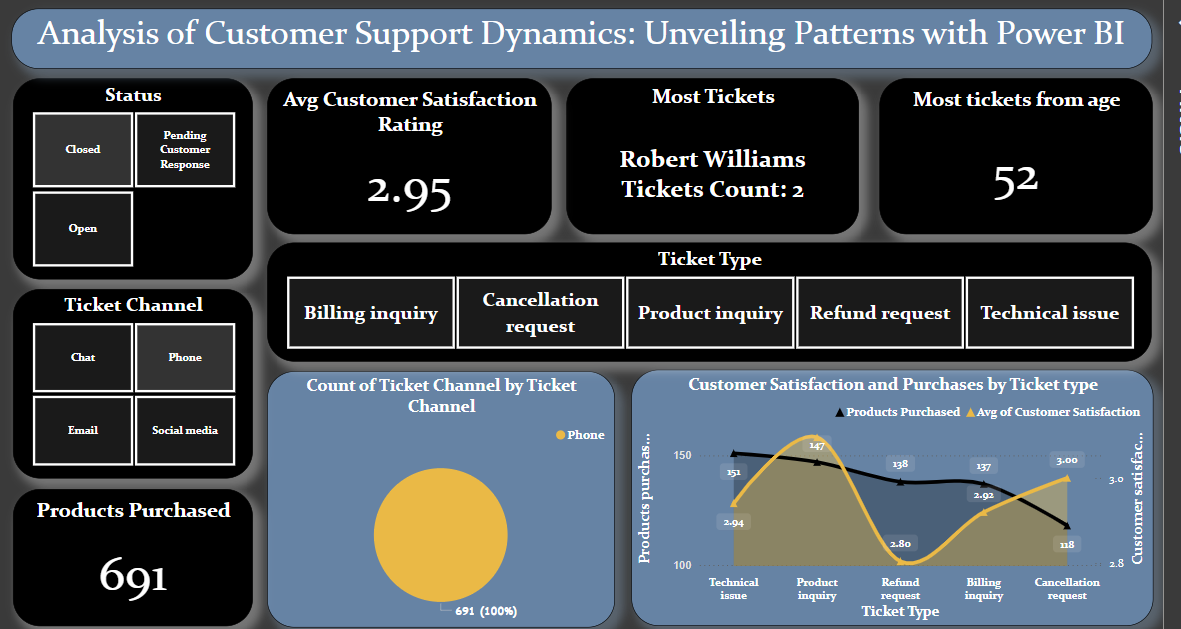 Analysis of Customer Support Dynamics: Unveiling Patterns with Power BI
Status
Closed
Pending
Customer
Response
Open
Avg Customer Satisfaction
Rating
2.95
Most Tickets
Robert Williams
Tickets Count: 2
Most tickets from age
52
Ticket Type
Billing inquiry
Cancellation
request
Product inquiry
Refund request
Technical issue
Ticket Channel
Chat
Phone
Email
Social media
Products Purchased
691
Count of Ticket Channel by Ticket
Channel
Phone
691 (100%)
Customer Satisfaction and Purchases by Ticket type
Products Purchased
Avg of Customer Satisfaction
Products purchas...
150
100
151
147
138
137
118
2.94
2.80
2.92
3.00
3.0
2.8
Customer satisfac...
Technical
issue
Product
inquiry
Refund
request
Billing
inquiry
Cancellation
request
Ticket Type